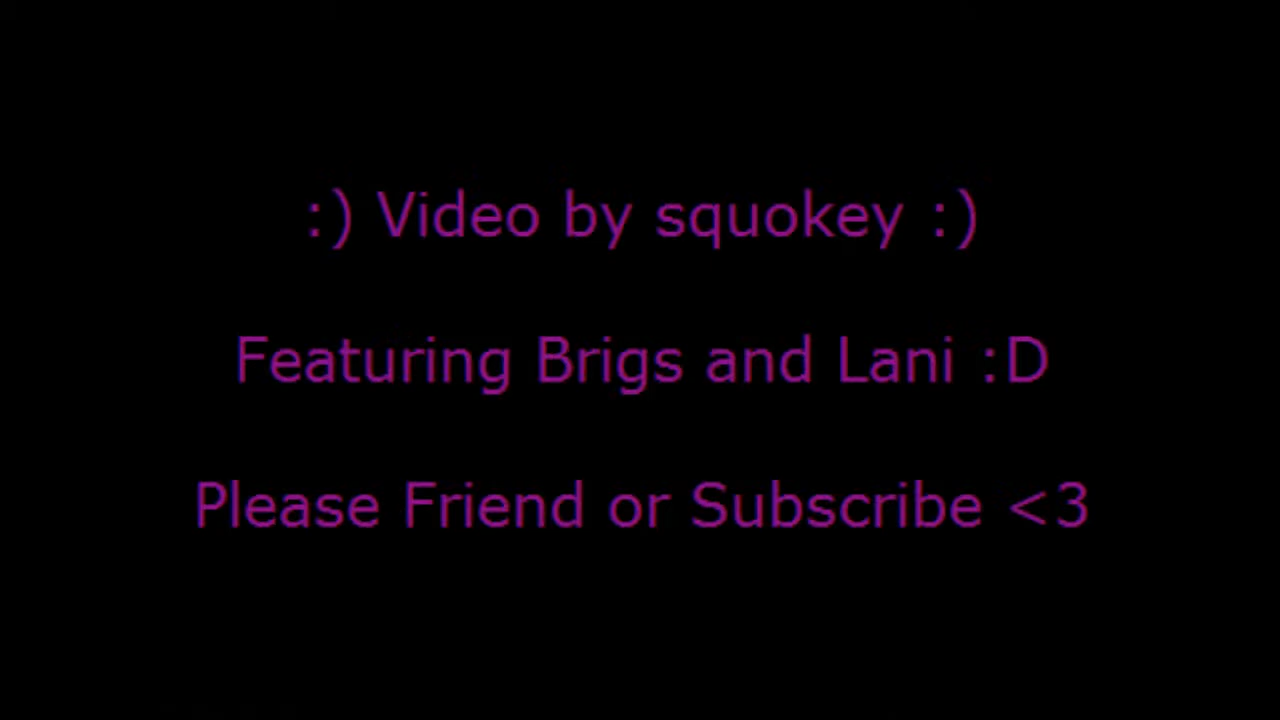 :) Video by squokey :)
Featuring Brigs and Lani :D
Please Friend or Subscribe <3